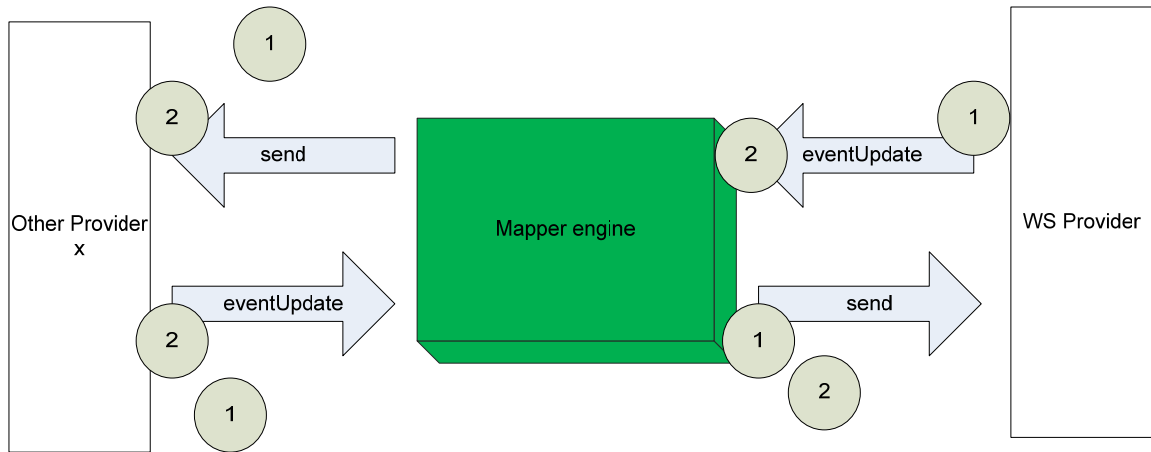 1
2
1
send
2
eventUpdate
Other Provider
x
Mapper engine
WS Provider
eventUpdate
send
2
1
1
2